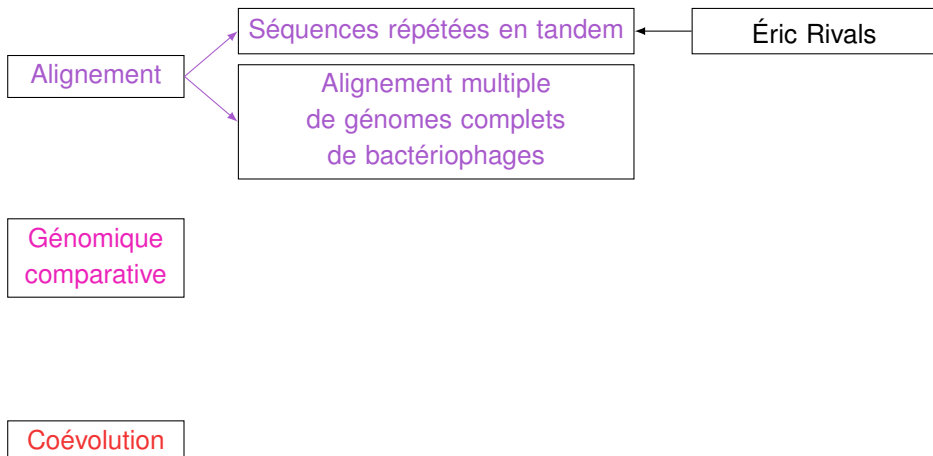 Séquences répétées en tandem
Éric Rivals
Alignement
Alignement multiple
de génomes complets
de bactériophages
Génomique
comparative
Coévolution